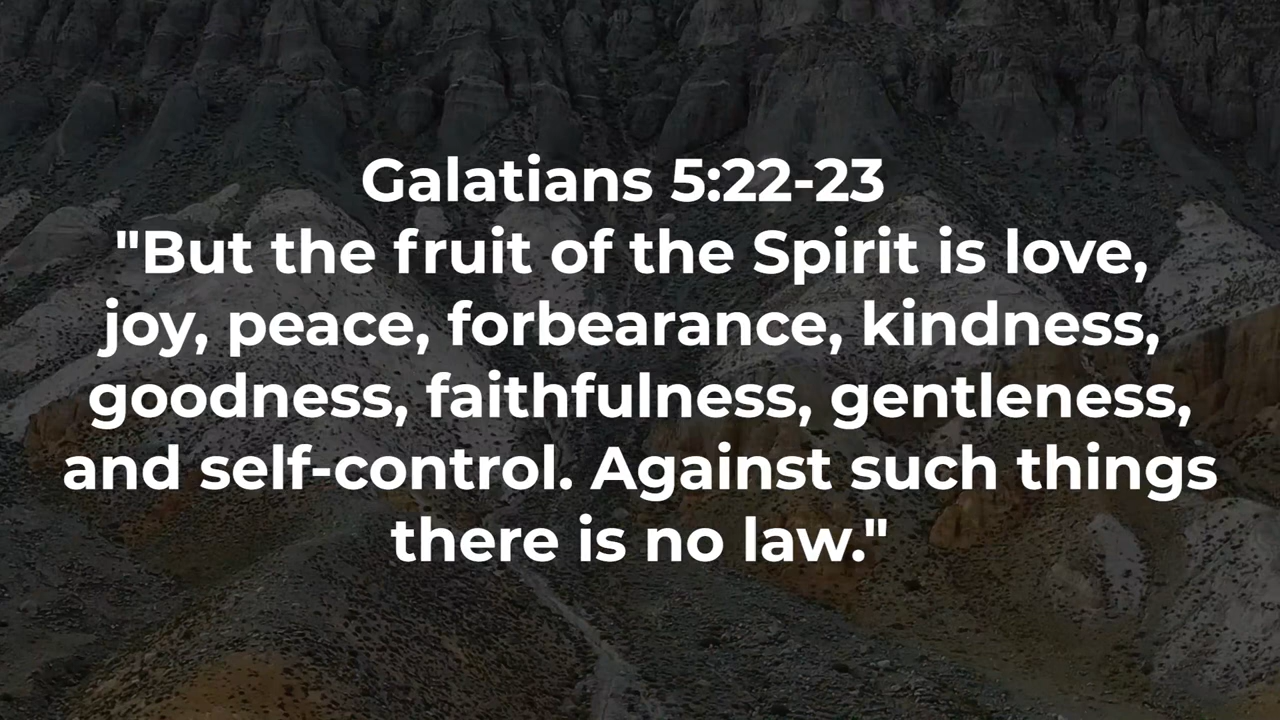 Galatians 5:22-23
"But the fruit of the Spirit is love,
joy, peace, forbearance, kindness,
goodness, faithfulness, gentleness,
and self-control. Against such things
there is no law."